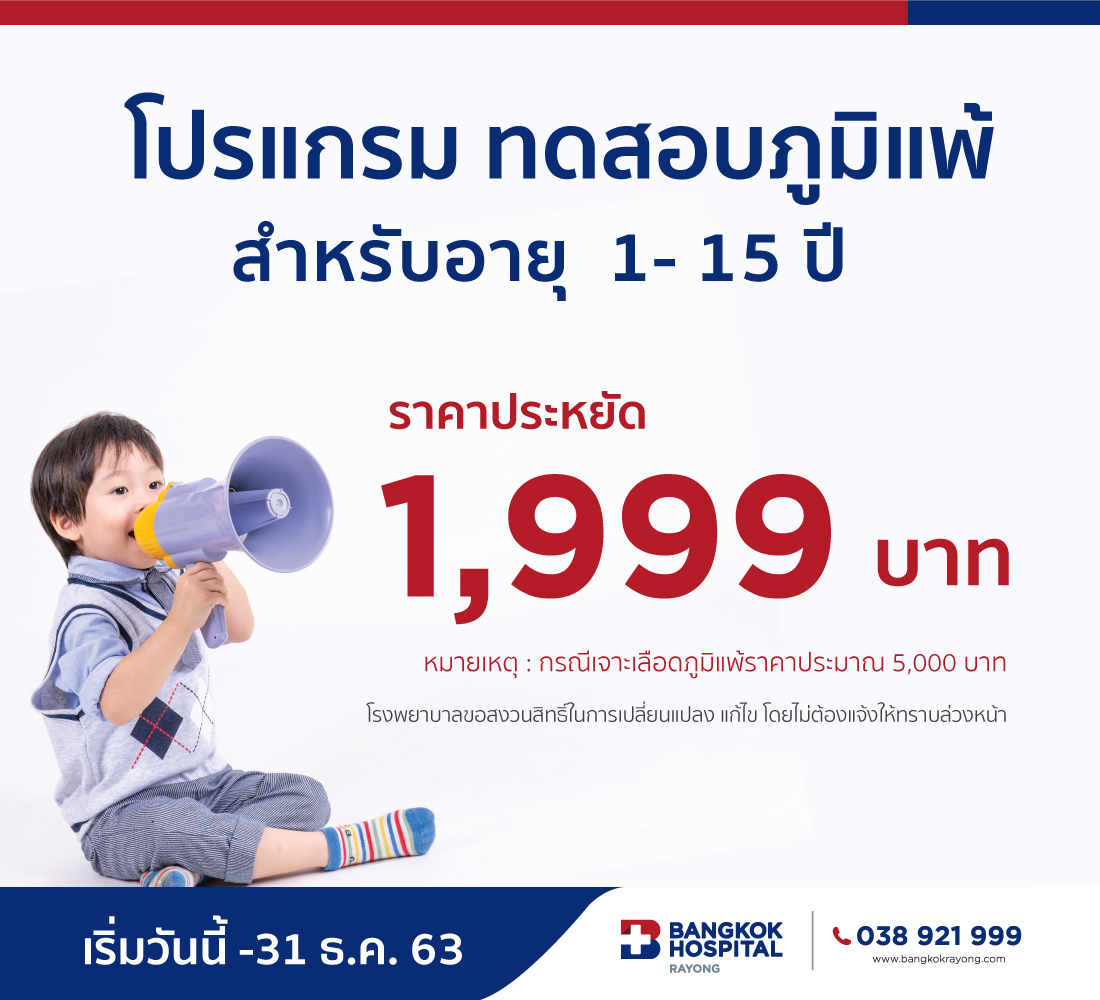 โปรแกรม ทดสอบภูมิแพ้
สำหรับอายุ 1- 15 ปี
ราคาประหยัด
1,999 บาท
หมายเหตุ : กรณีเจาะเลือดภูมิแพ้ราคาประมาณ 5,000 บาท
โรงพยาบาลขอสงวนสิทธิ์ในการเปลี่ยนแปลง แก้ไข โดยไม่ต้องแจ้งให้ทราบล่วงหน้า
เริ่มวันนี้ -31 ธ.ค. 63
BANGKOK
HOSPITAL
RAYONG
038 921 999
www.bangkokrayong.com